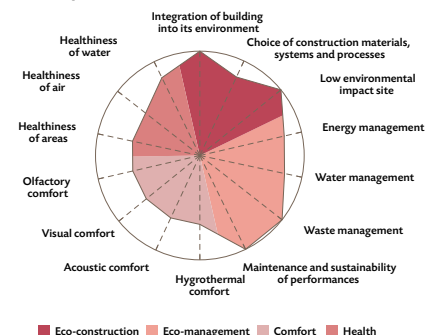 Integration of building
into its environment
Choice of construction materials,
systems and processes
Low environmental
impact site
Energy management
Water management
Waste management
Maintenance and sustainability
of performances
Hygrothermal
comfort
Acoustic comfort
Visual comfort
Olfactory
comfort
Healthiness
of areas
Healthiness
of air
Healthiness
of water
Eco-construction Eco-management Comfort Health